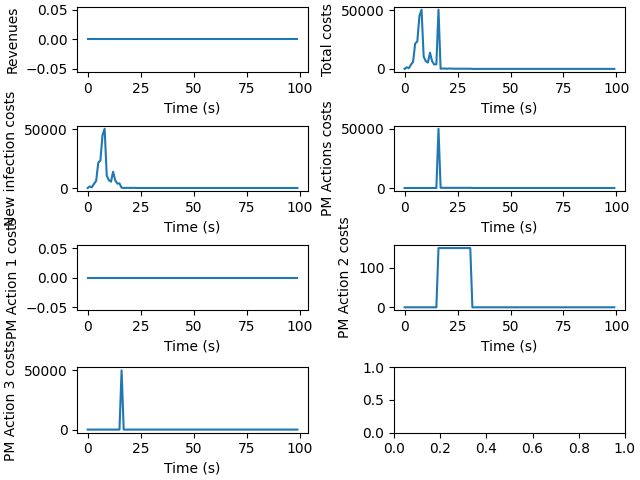 Revenues
0.05
0.00
−0.05
0 25 50 75 100
Time (s)
Total costs
50000
0
0 25 50 75 100
Time (s)
New infection costs
50000
0
0 25 50 75 100
Time (s)
PM Actions costs
50000
0
0 25 50 75 100
Time (s)
PM Action 1 costs
0.05
0.00
−0.05
0 25 50 75 100
Time (s)
PM Action 2 costs
100
0
0 25 50 75 100
Time (s)
PM Action 3 costs
50000
0
0 25 50 75 100
Time (s)
1.0
0.5
0.0
0.0 0.2 0.4 0.6 0.8 1.0